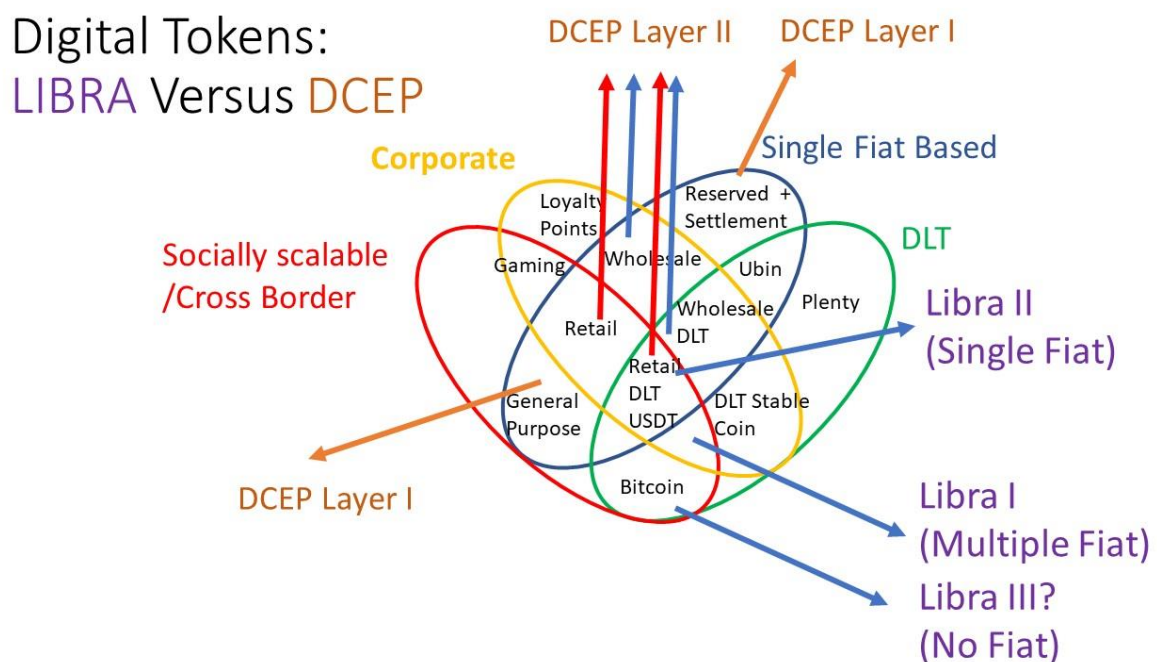 Digital Tokens:
LIBRA Versus DCEP
DCEP Layer II
DCEP Layer I
Corporate
Single Fiat Based
Socially scalable
/Cross Border
DLT
Loyalty
Points
Reserved +
Settlement
Gaming
Wholesale
Ubin
Plenty
Retail
Wholesale
DLT
Libra II
(Single Fiat)
Retail
DLT
USDT
General
Purpose
DLT Stable
Coin
DCEP Layer I
Bitcoin
Libra I
(Multiple Fiat)
Libra III?
(No Fiat)